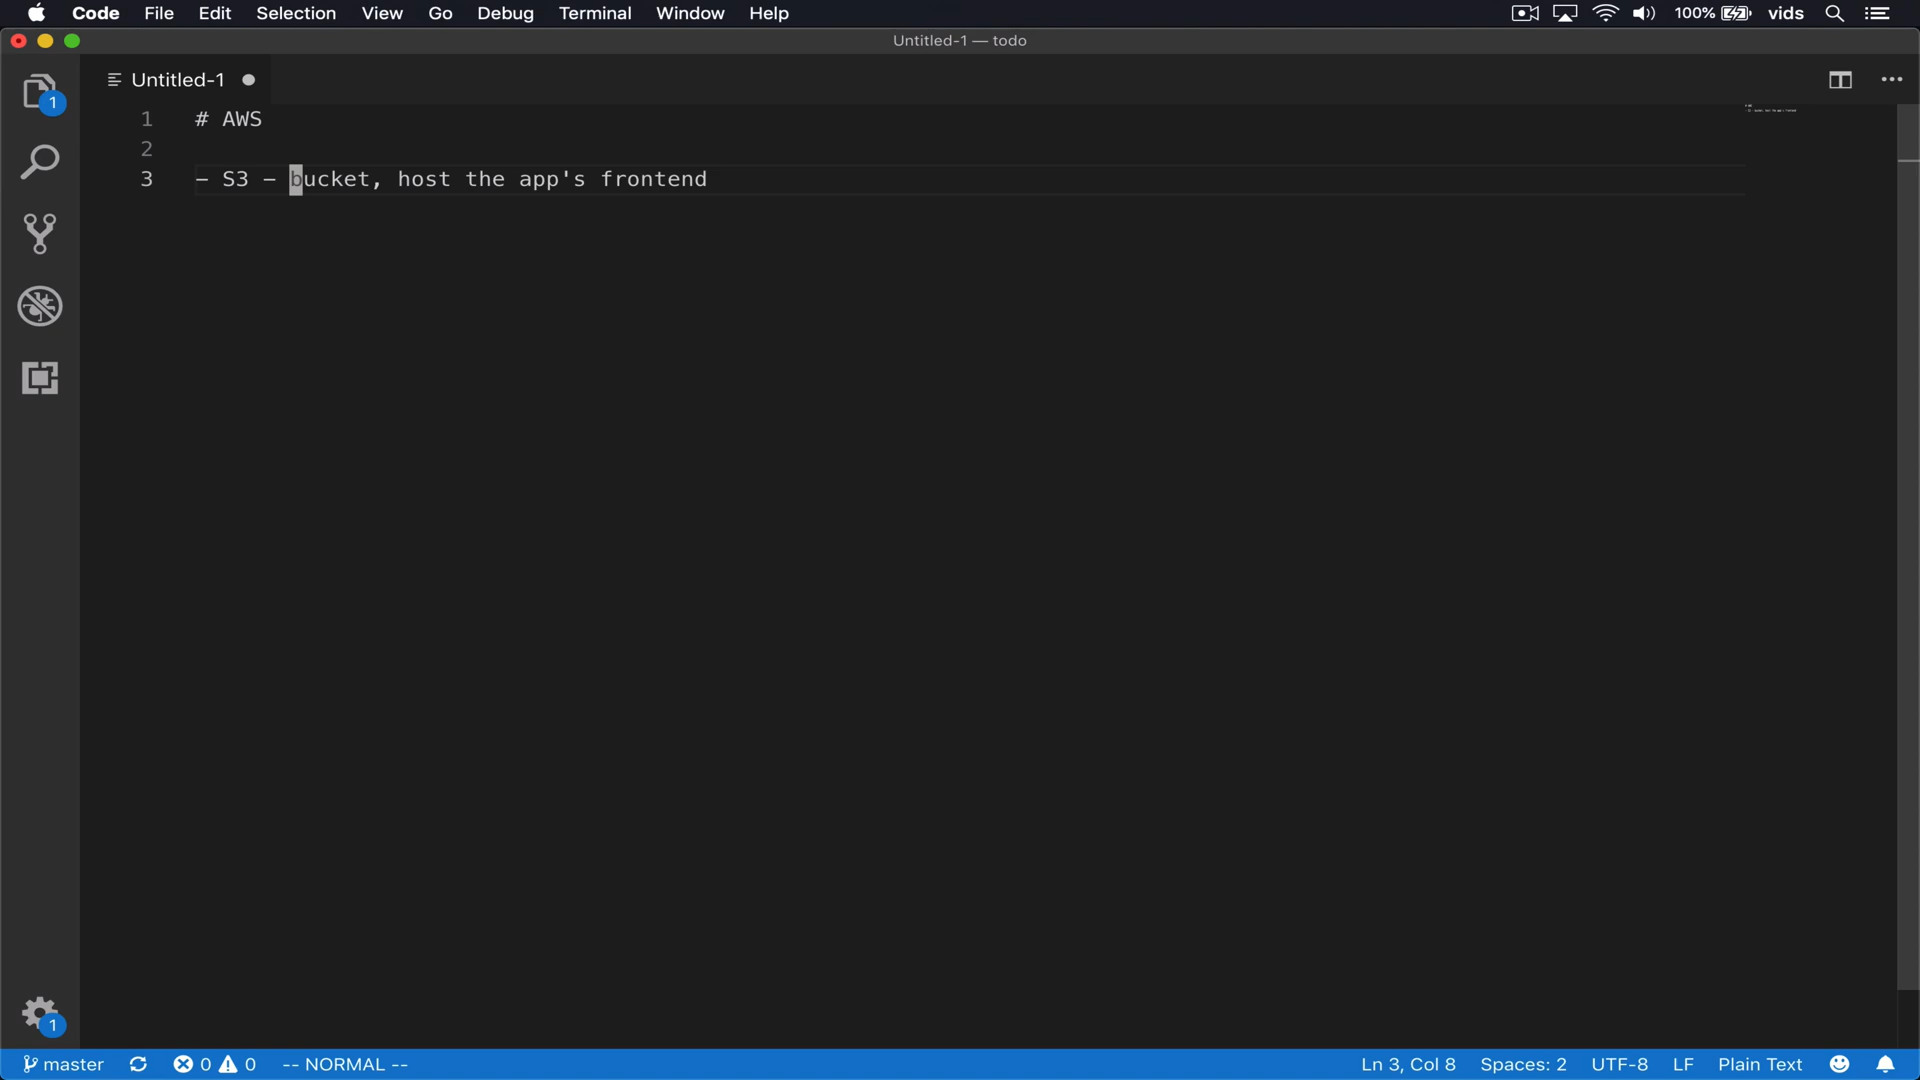 Code File Edit Selection View Go Debug Terminal Window Help 100% vids
Untitled-1 — todo
Untitled-1
1 # AWS
2
3 - S3 - bucket, host the app's frontend
1
1
master 0 0 -- NORMAL -- Ln 3, Col 8 Spaces: 2 UTF-8 LF Plain Text